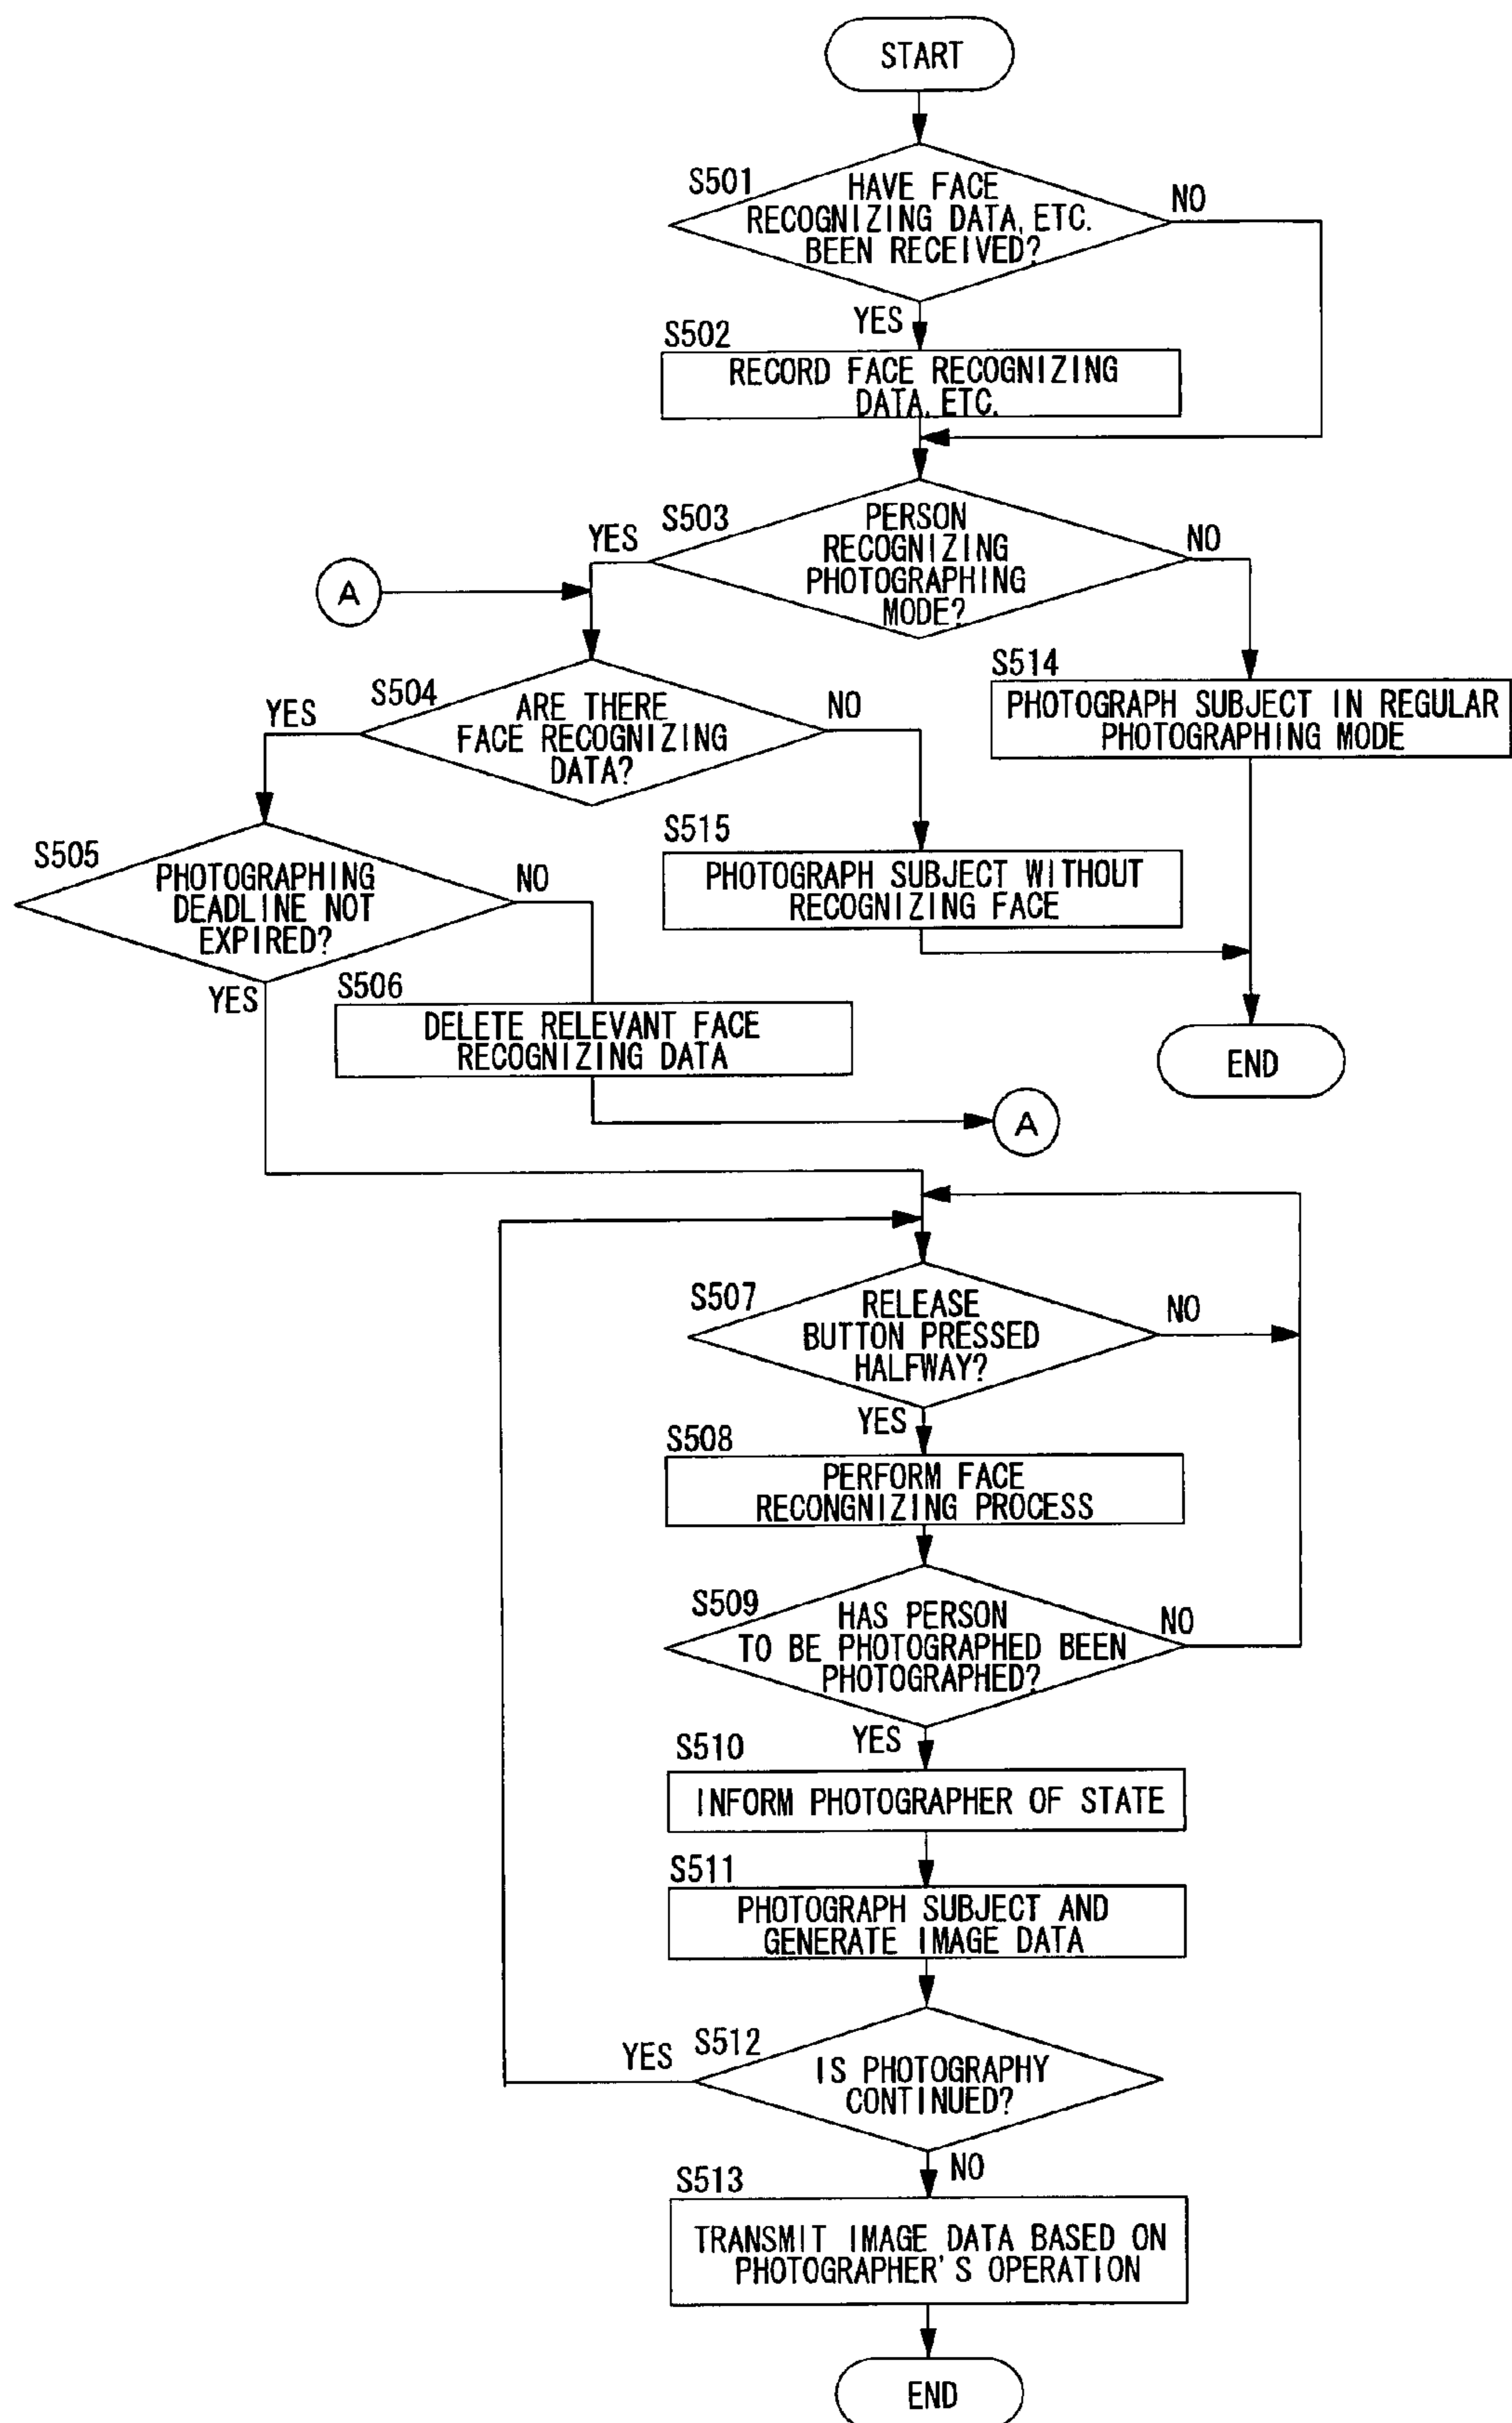 START
S501
HAVE FACE
RECOGNIZING DATA, ETC.
BEEN RECEIVED?
NO
YES
S502
RECORD FACE RECOGNIZING
DATA, ETC.
S503
PERSON
RECOGNIZING
PHOTOGRAPHING
MODE?
YES
NO
A
S514
PHOTOGRAPH SUBJECT IN REGULAR
PHOTOGRAPHING MODE
S504
ARE THERE
FACE RECOGNIZING
DATA?
YES
NO
S515
PHOTOGRAPH SUBJECT WITHOUT
RECOGNIZING FACE
S505
PHOTOGRAPHING
DEADLINE NOT
EXPIRED?
NO
YES
S506
DELETE RELEVANT FACE
RECOGNIZING DATA
END
A
S507
RELEASE
BUTTON PRESSED
HALFWAY?
NO
YES
S508
PERFORM FACE
RECONGNIZING PROCESS
S509
HAS PERSON
TO BE PHOTOGRAPHED BEEN
PHOTOGRAPHED?
NO
YES
S510
INFORM PHOTOGRAPHER OF STATE
S511
PHOTOGRAPH SUBJECT AND
GENERATE IMAGE DATA
S512
YES
IS PHOTOGRAPHY
CONTINUED?
NO
S513
TRANSMIT IMAGE DATA BASED ON
PHOTOGRAPHER'S OPERATION
END